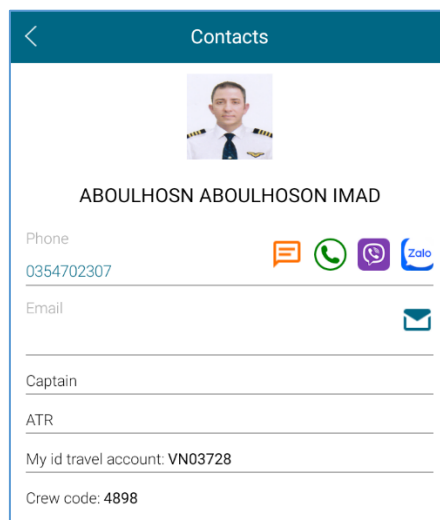 Contacts
ABOULHOSN ABOULHOSON IMAD
Phone
0354702307
Zalo
Email
Captain
ATR
My id travel account: VN03728
Crew code: 4898